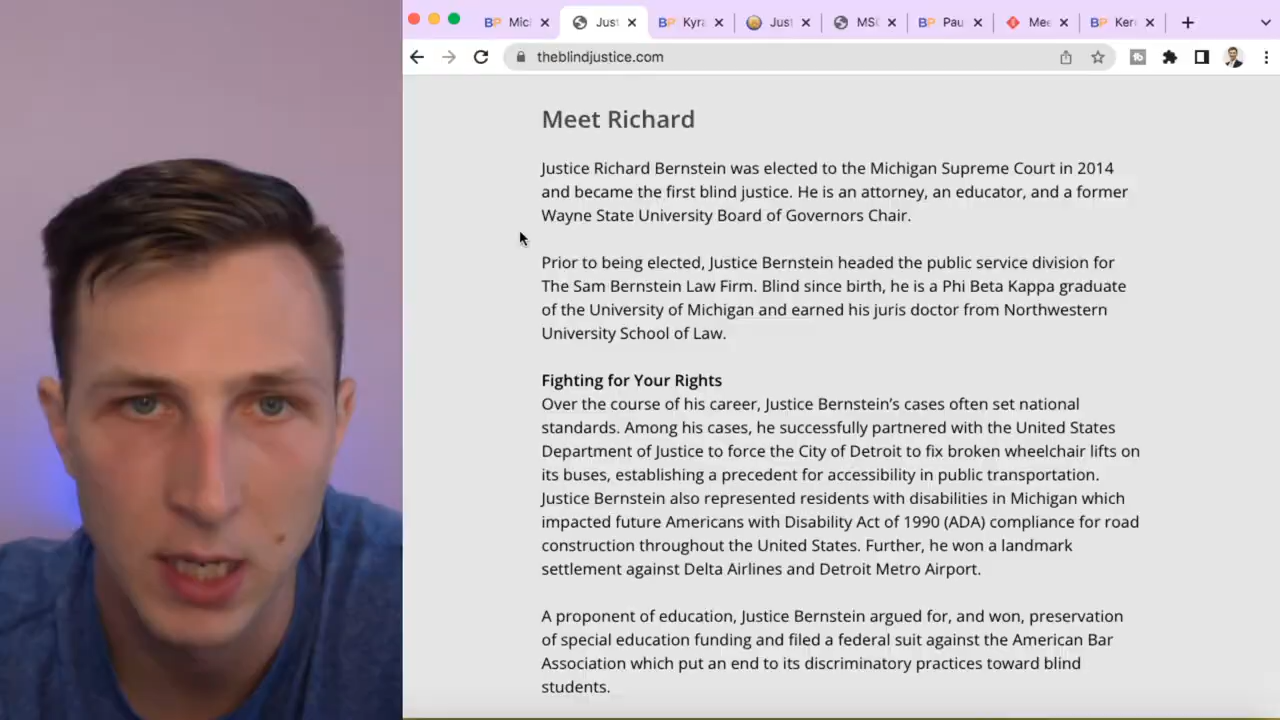 Mic
Just
Kyra
Just
MS
Pau
Mee
Ker
theblindjustice.com
Meet Richard
Justice Richard Bernstein was elected to the Michigan Supreme Court in 2014
and became the first blind justice. He is an attorney, an educator, and a former
Wayne State University Board of Governors Chair.
Prior to being elected, Justice Bernstein headed the public service division for
The Sam Bernstein Law Firm. Blind since birth, he is a Phi Beta Kappa graduate
of the University of Michigan and earned his juris doctor from Northwestern
University School of Law.
Fighting for Your Rights
Over the course of his career, Justice Bernstein’s cases often set national
standards. Among his cases, he successfully partnered with the United States
Department of Justice to force the City of Detroit to fix broken wheelchair lifts on
its buses, establishing a precedent for accessibility in public transportation.
Justice Bernstein also represented residents with disabilities in Michigan which
impacted future Americans with Disability Act of 1990 (ADA) compliance for road
construction throughout the United States. Further, he won a landmark
settlement against Delta Airlines and Detroit Metro Airport.
A proponent of education, Justice Bernstein argued for, and won, preservation
of special education funding and filed a federal suit against the American Bar
Association which put an end to its discriminatory practices toward blind
students.